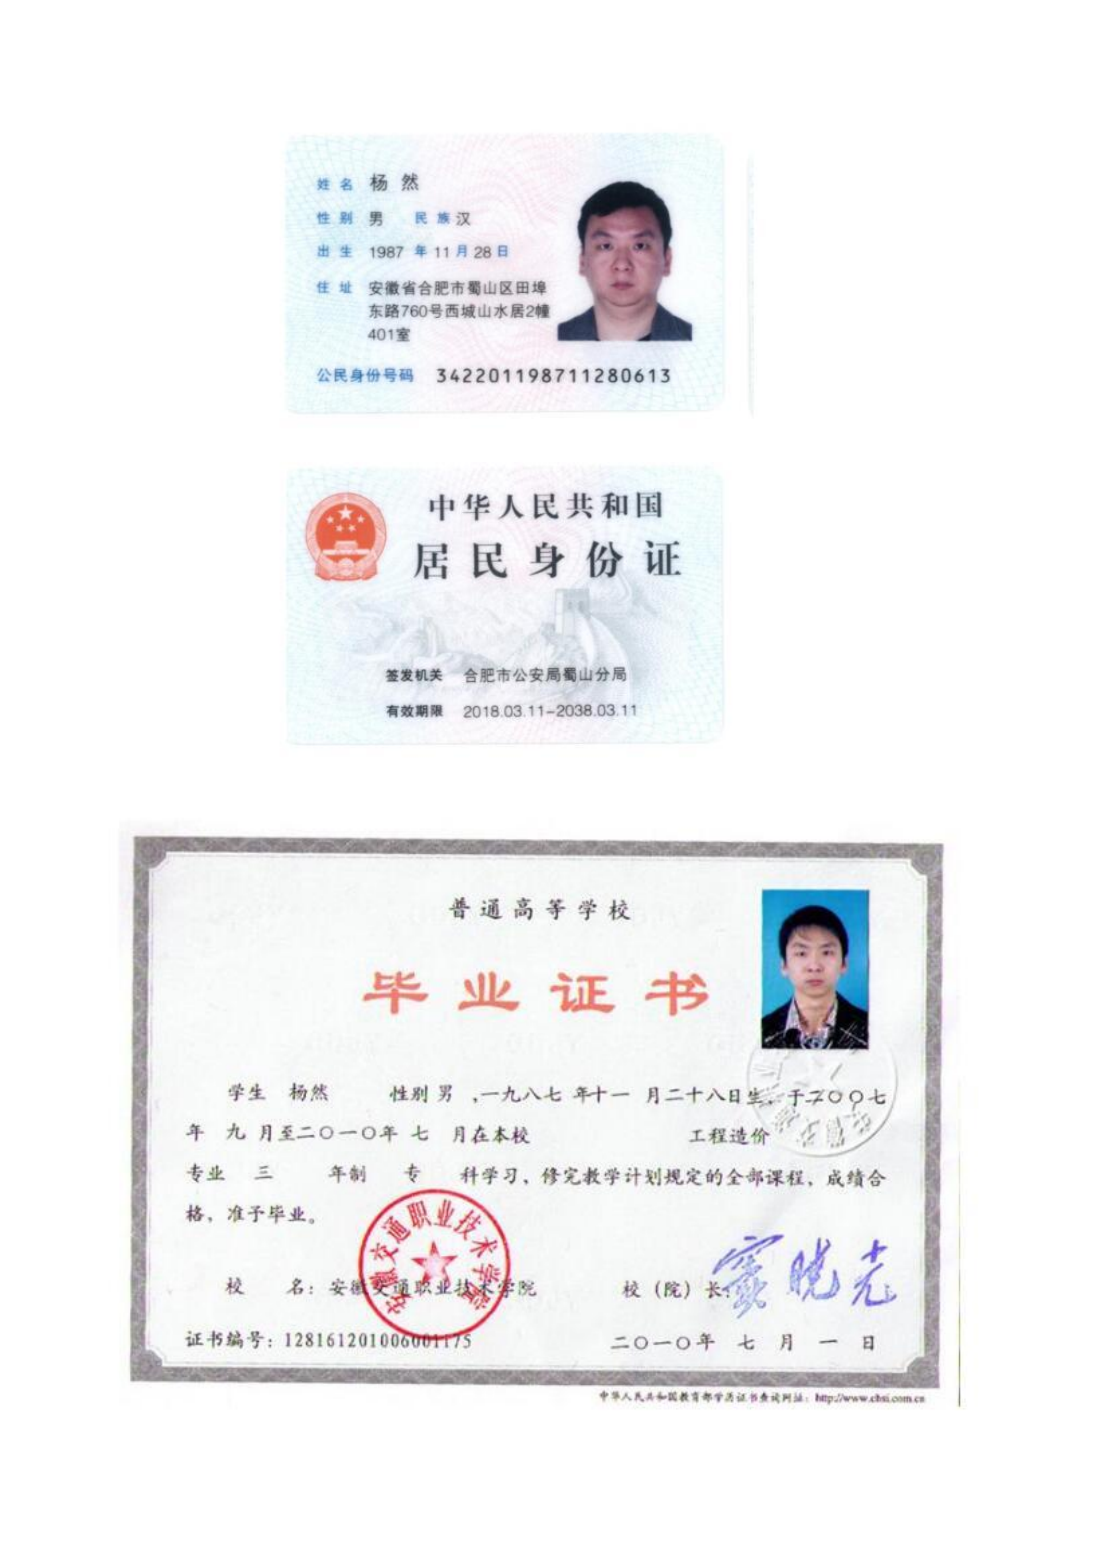 姓名 杨然
性别 男 民族 汉
出生 1987 年 11 月 28 日
住址 安徽省合肥市蜀山区田埠
东路760号西城山水居2幢
401室
公民身份号码 342201198711280613
中华人民共和国
居民身份证
签发机关 合肥市公安局蜀山分局
有效期限 2018.03.11-2038.03.11
普通高等学校
毕业证书
学生 杨然 性别 男 ,一九八七 年十一 月二十八日生, 于二〇〇七
年 九 月至二〇一〇年 七 月在本校 工程造价
专业 三 年制 专 科学习, 修完教学计划规定的全部课程, 成绩合
格, 准予毕业。
安徽交通职业技术学院
校 名: 安徽交通职业技术学院 校 (院) 长: 窦晓光
证书编号: 128161201006001175 二〇一〇年 七 月 一 日
中华人民共和国教育部学历证书查询网址: http://www.chsi.com.cn